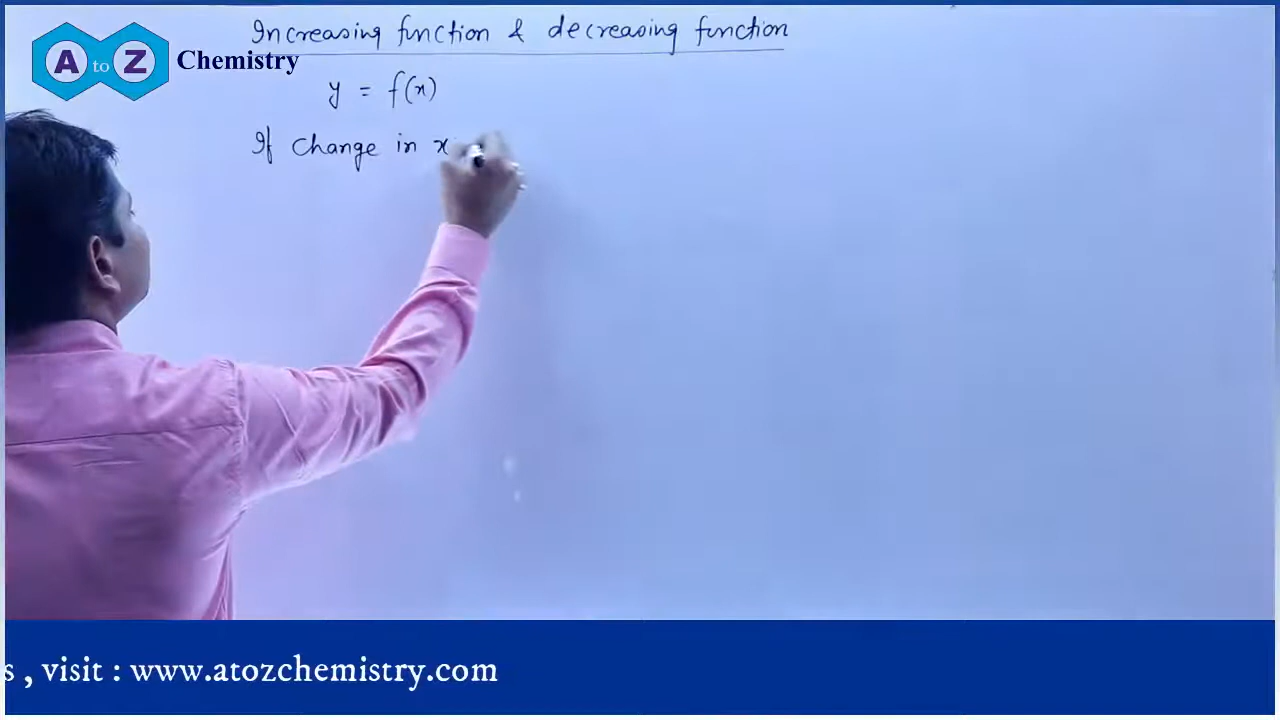 Increasing function & decreasing function
A to Z Chemistry
y = f(x)
If change in x
s , visit : www.atozchemistry.com